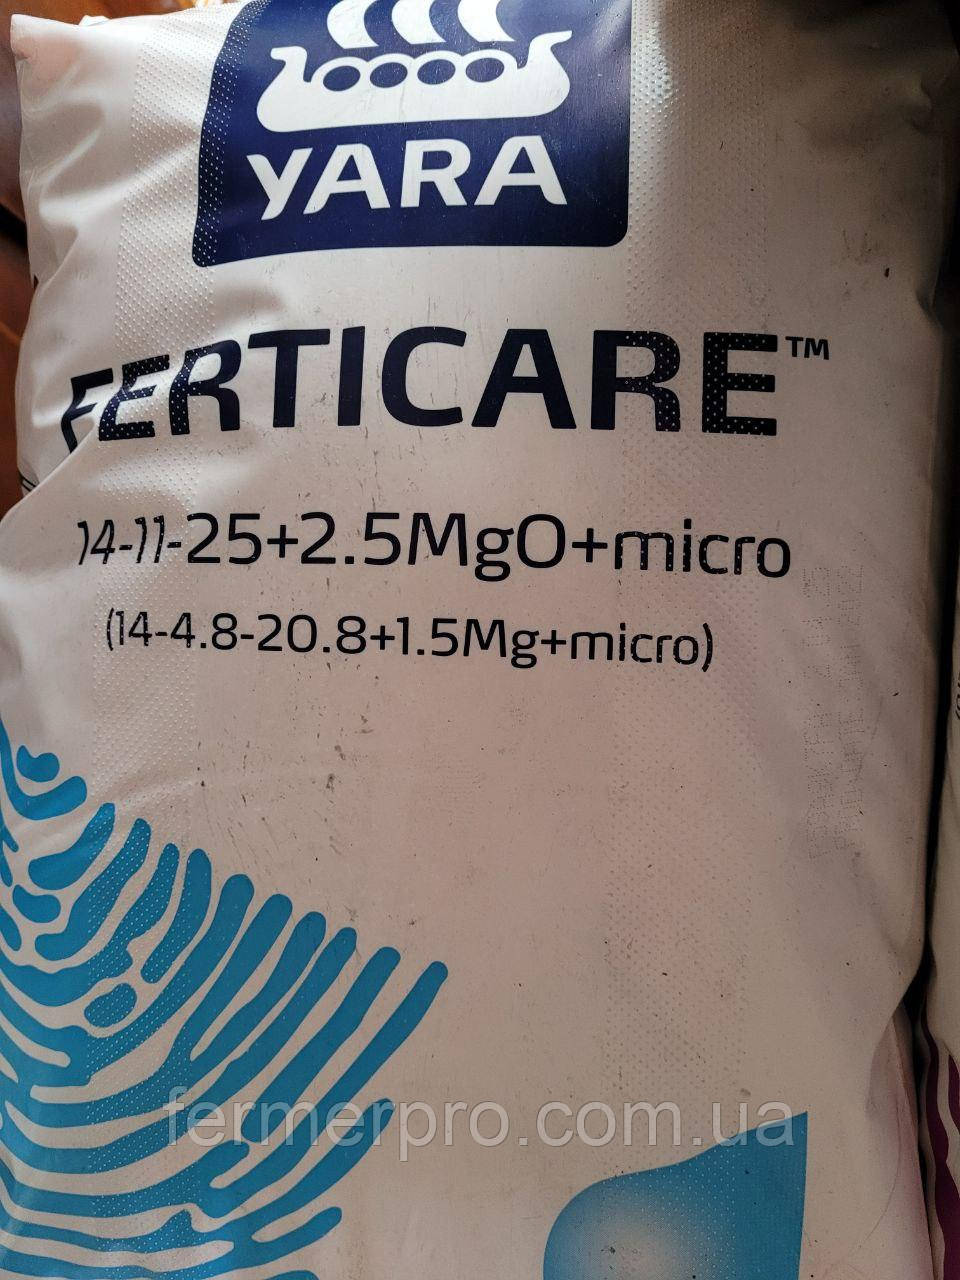 YARA
FERTICARE™
14-11-25+2.5MgO+micro
(14-4.8-20.8+1.5Mg+micro)
fermerpro.com.ua